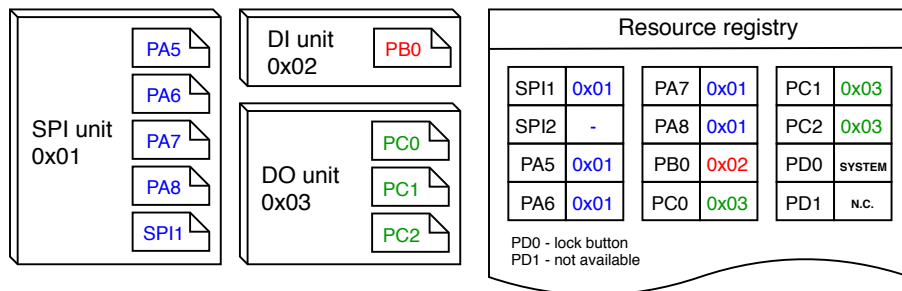 SPI unit
0x01
PA5
PA6
PA7
PA8
SPI1
DI unit
0x02
PB0
DO unit
0x03
PC0
PC1
PC2
Resource registry
SPI1 0x01 PA7 0x01 PC1 0x03
SPI2 - PA8 0x01 PC2 0x03
PA5 0x01 PB0 0x02 PD0 SYSTEM
PA6 0x01 PC0 0x03 PD1 N.C.
PD0 - lock button
PD1 - not available